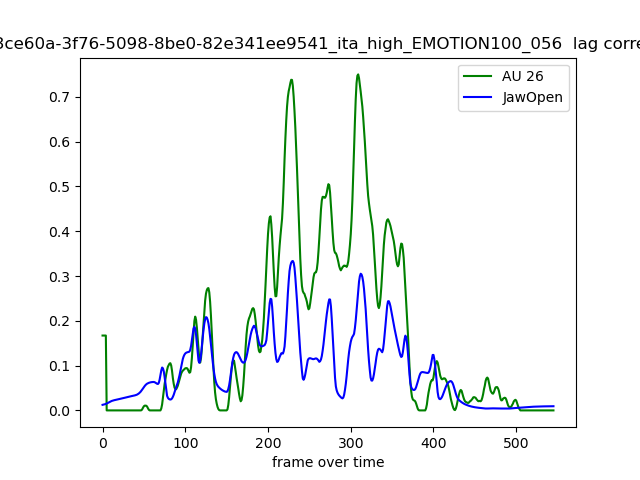 3ce60a-3f76-5098-8be0-82e341ee9541_ita_high_EMOTION100_056 lag corre
AU 26
JawOpen
0.7
0.6
0.5
0.4
0.3
0.2
0.1
0.0
0 100 200 300 400 500
frame over time